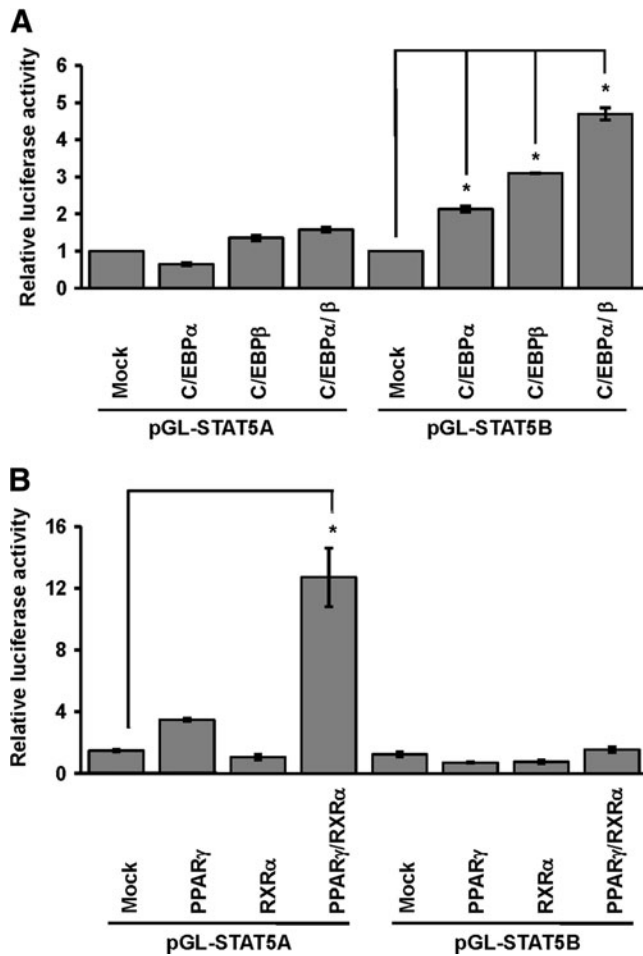 A
Relative luciferase activity
6
5
4
3
2
1
0
*
*
*
Mock
C/EBPα
C/EBPβ
C/EBPα/ β
Mock
C/EBPα
C/EBPβ
C/EBPα/ β
pGL-STAT5A
pGL-STAT5B
B
Relative luciferase activity
16
12
8
4
0
*
Mock
PPARγ
RXRα
PPARγ/RXRα
Mock
PPARγ
RXRα
PPARγ/RXRα
pGL-STAT5A
pGL-STAT5B